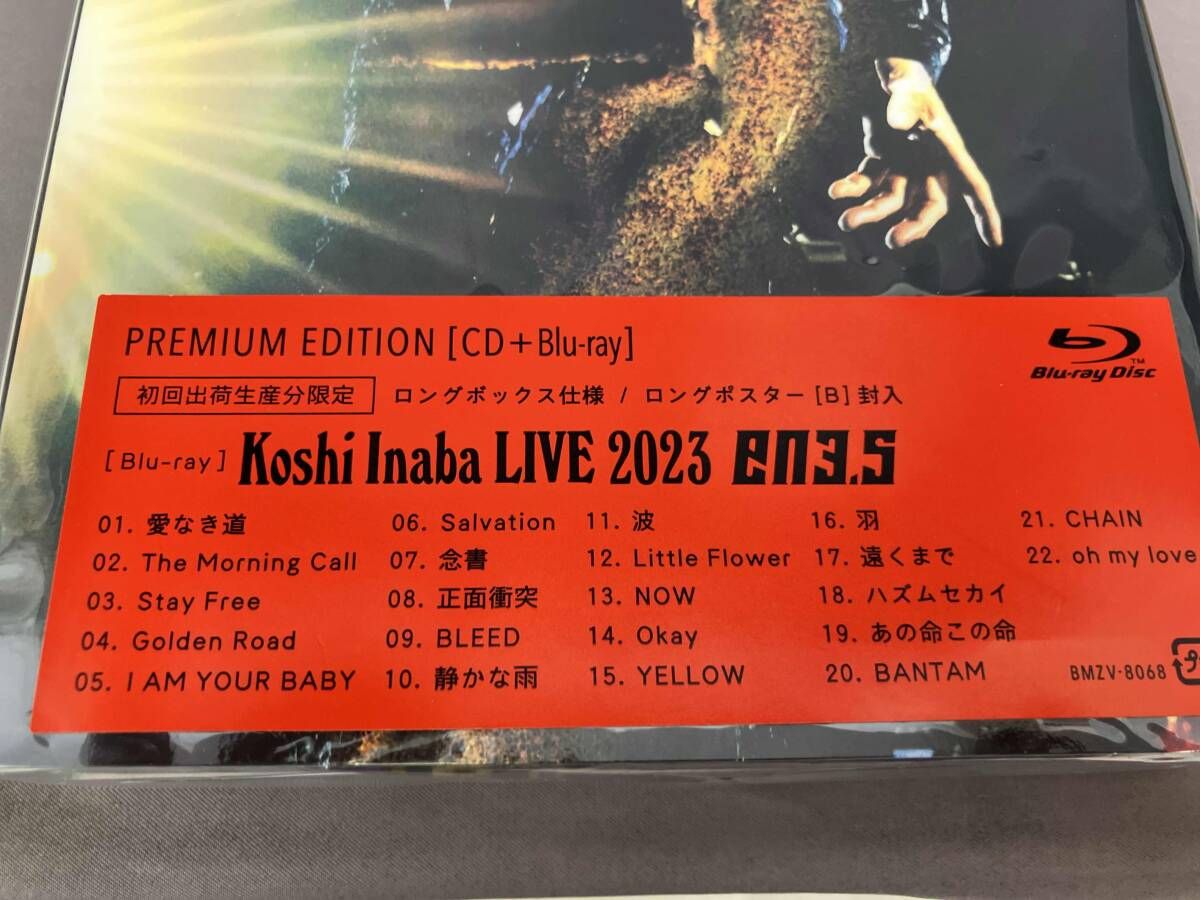 PREMIUM EDITION [CD+Blu-ray]
Blu-ray Disc™
初回出荷生産分限定 ロングボックス仕様 / ロングポスター [B] 封入
[Blu-ray] Koshi Inaba LIVE 2023 en3.5
01. 愛なき道
02. The Morning Call
03. Stay Free
04. Golden Road
05. I AM YOUR BABY
06. Salvation
07. 念書
08. 正面衝突
09. BLEED
10. 静かな雨
11. 波
12. Little Flower
13. NOW
14. Okay
15. YELLOW
16. 羽
17. 遠くまで
18. ハズムセカイ
19. あの命この命
20. BANTAM
21. CHAIN
22. oh my love
BMZV-8068 プ